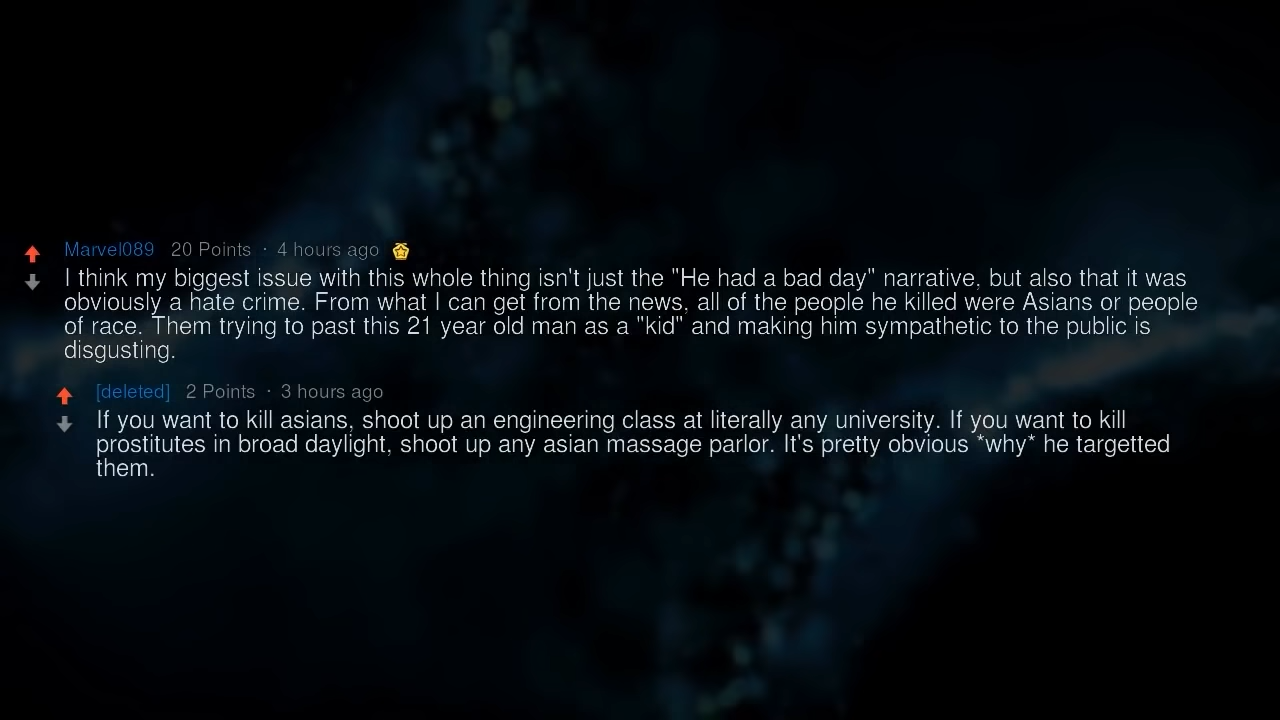 Marvel089 20 Points · 4 hours ago
I think my biggest issue with this whole thing isn't just the "He had a bad day" narrative, but also that it was
obviously a hate crime. From what I can get from the news, all of the people he killed were Asians or people
of race. Them trying to past this 21 year old man as a "kid" and making him sympathetic to the public is
disgusting.
[deleted] 2 Points · 3 hours ago
If you want to kill asians, shoot up an engineering class at literally any university. If you want to kill
prostitutes in broad daylight, shoot up any asian massage parlor. It's pretty obvious *why* he targetted
them.